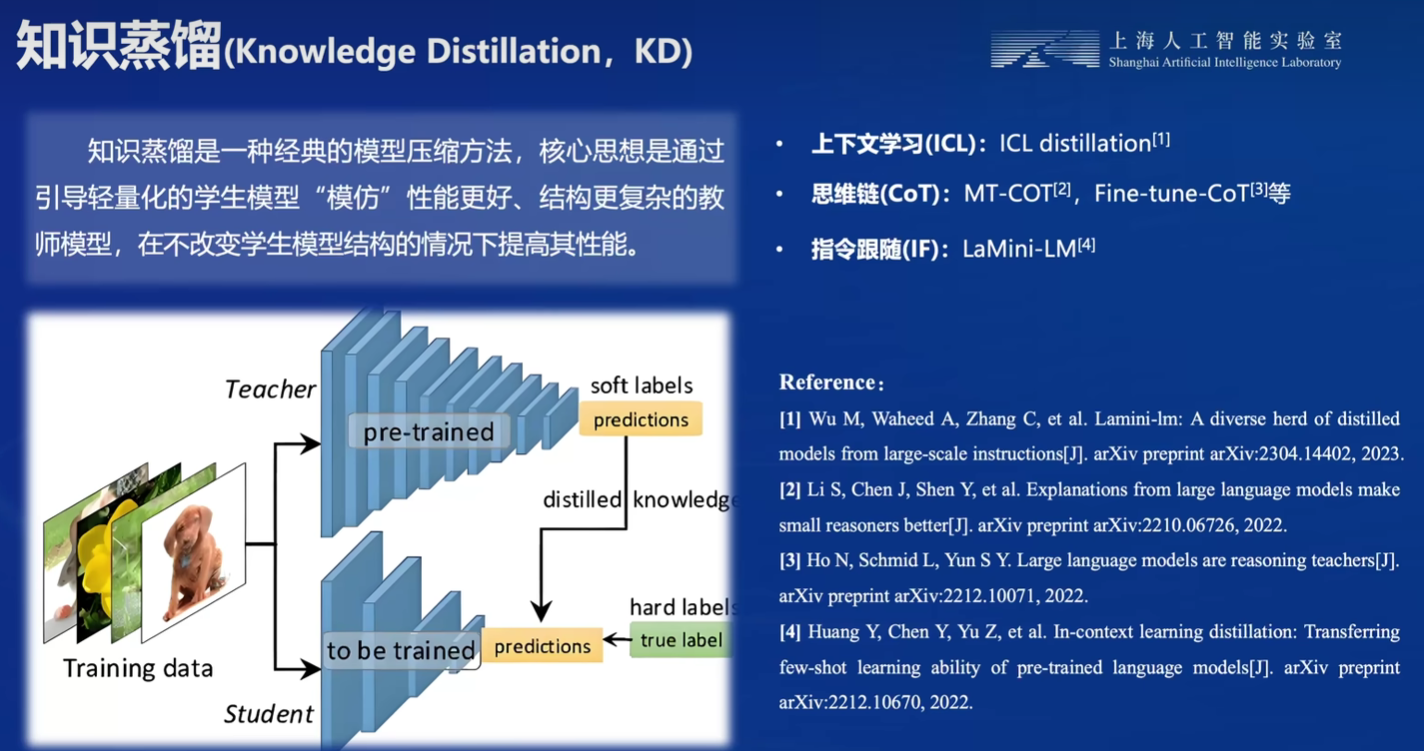 知识蒸馏(Knowledge Distillation，KD)
上海人工智能实验室
Shanghai Artificial Intelligence Laboratory
知识蒸馏是一种经典的模型压缩方法，核心思想是通过
引导轻量化的学生模型“模仿”性能更好、结构更复杂的教
师模型，在不改变学生模型结构的情况下提高其性能。
• 上下文学习(ICL)：ICL distillation[1]
• 思维链(CoT)：MT-COT[2]，Fine-tune-CoT[3]等
• 指令跟随(IF)：LaMini-LM[4]
Teacher
pre-trained
soft labels
predictions
distilled knowledge
Training data
to be trained
predictions
hard labels
true label
Student
Reference：
[1] Wu M, Waheed A, Zhang C, et al. Lamini-lm: A diverse herd of distilled
models from large-scale instructions[J]. arXiv preprint arXiv:2304.14402, 2023.
[2] Li S, Chen J, Shen Y, et al. Explanations from large language models make
small reasoners better[J]. arXiv preprint arXiv:2210.06726, 2022.
[3] Ho N, Schmid L, Yun S Y. Large language models are reasoning teachers[J].
arXiv preprint arXiv:2212.10071, 2022.
[4] Huang Y, Chen Y, Yu Z, et al. In-context learning distillation: Transferring
few-shot learning ability of pre-trained language models[J]. arXiv preprint
arXiv:2212.10670, 2022.